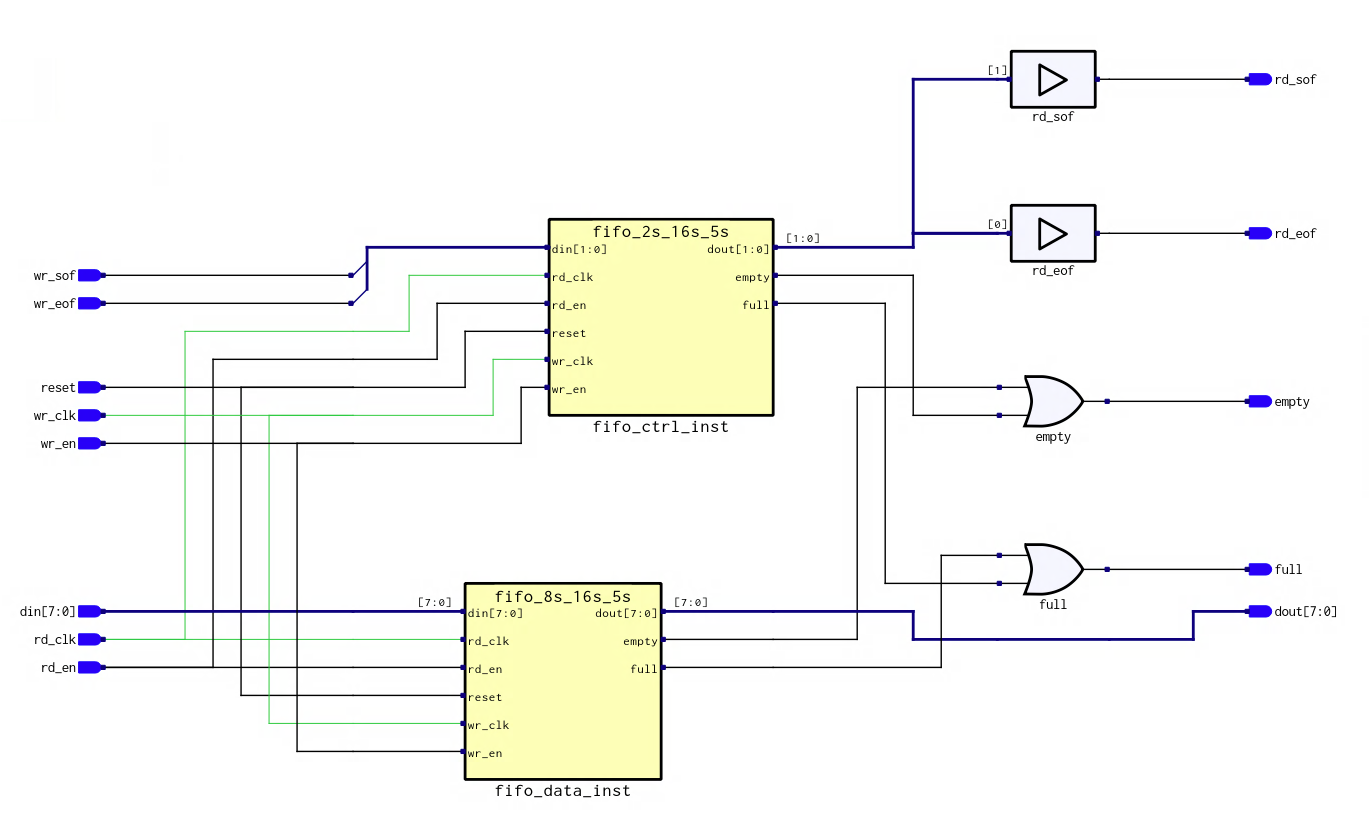 [1]
rd_sof
rd_sof
[0]
rd_eof
rd_eof
wr_sof
wr_eof
reset
wr_clk
wr_en
fifo_2s_16s_5s
din[1:0]
rd_clk
rd_en
reset
wr_clk
wr_en
dout[1:0]
empty
full
fifo_ctrl_inst
[1:0]
empty
empty
full
full
din[7:0]
rd_clk
rd_en
[7:0]
fifo_8s_16s_5s
din[7:0]
rd_clk
rd_en
reset
wr_clk
wr_en
dout[7:0]
empty
full
fifo_data_inst
[7:0]
dout[7:0]